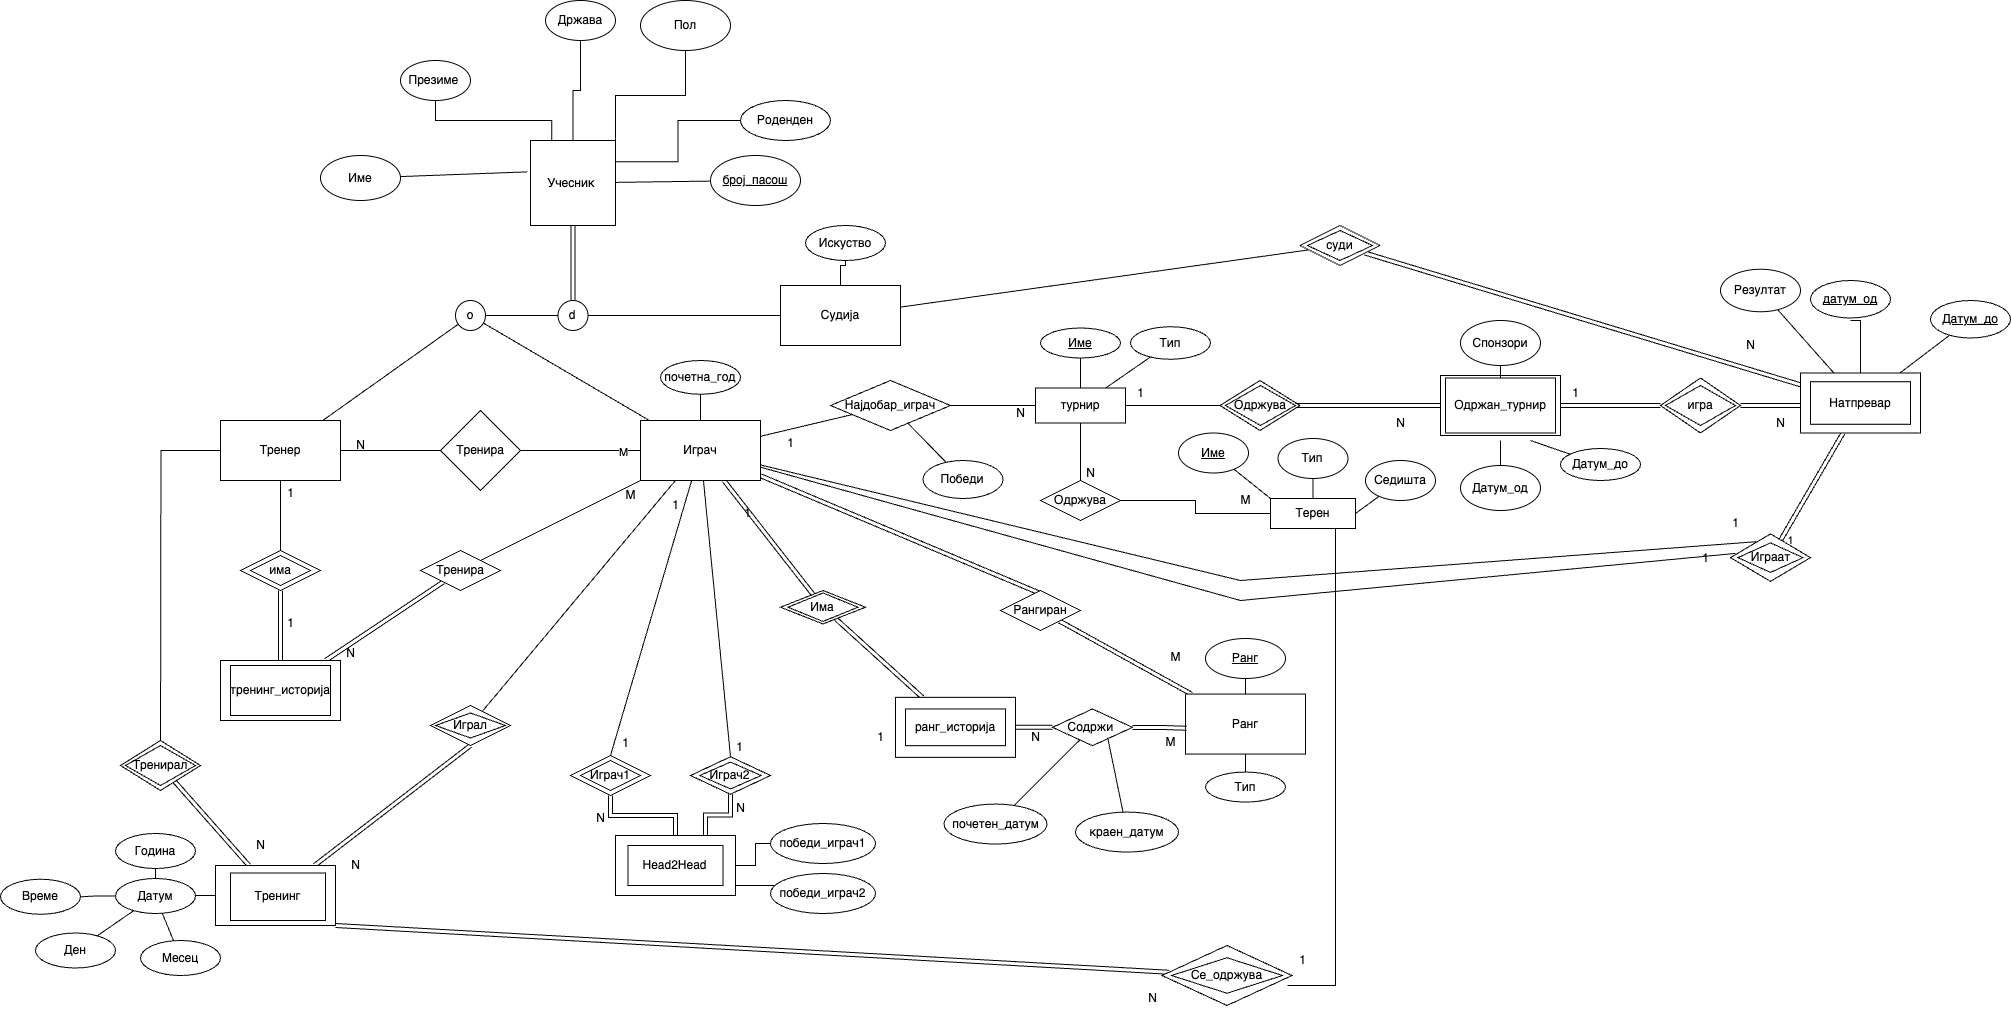 Држава
Пол
Презиме
Роденден
Име
Учесник
број_пасош
Искуство
суди
Резултат
датум_од
Датум_до
o
d
Судија
N
Име
Тип
Спонзори
почетна_год
Најдобар_играч
N
турнир
1
Одржува
N
Одржан_турнир
1
игра
N
Натпревар
Тренер
N
Тренира
M
Играч
1
Победи
N
Одржува
M
Име
Тип
Седишта
Терен
Датум_од
Датум_до
1
M
1
1
1
1
1
Играат
има
Тренира
Има
Рангиран
1
N
M
Ранг
тренинг_историја
Играл
1
1
1
ранг_историја
N
Содржи
M
Ранг
Тренирал
Играч1
Играч2
Тип
N
N
почетен_датум
краен_датум
N
N
Година
Head2Head
победи_играч1
победи_играч2
Време
Датум
Тренинг
Ден
Месец
Се_одржува
1
N